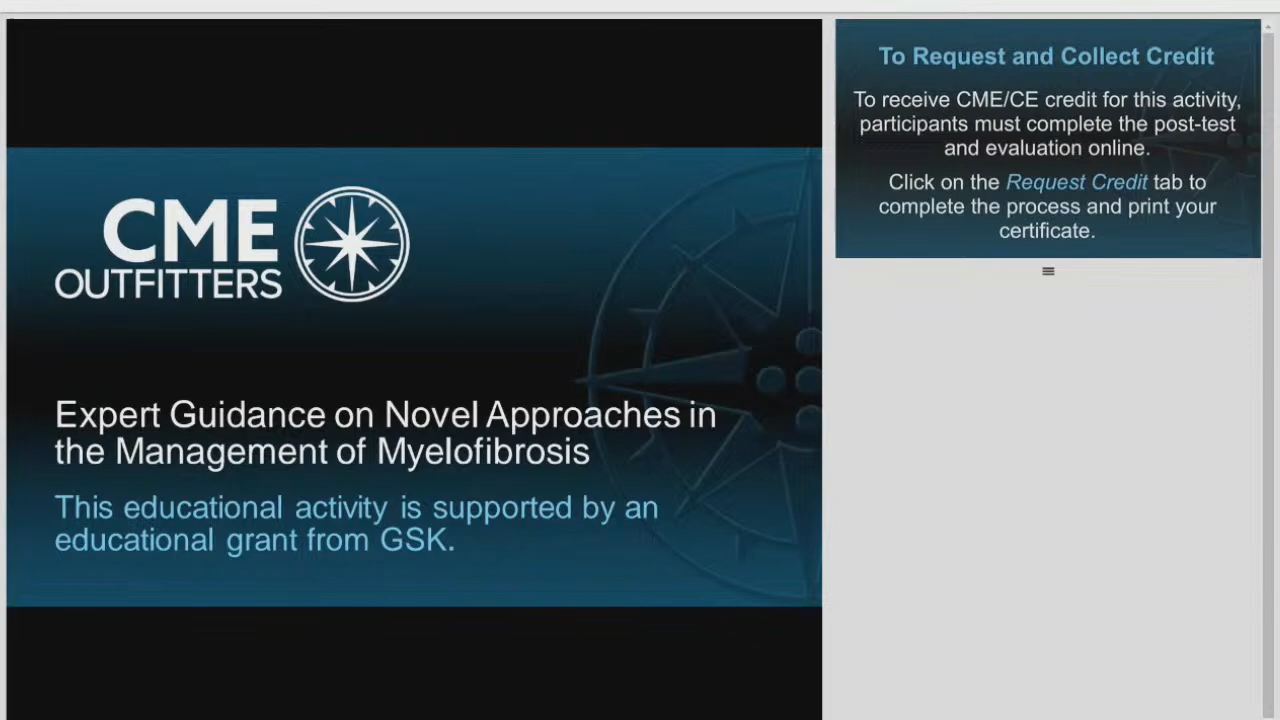 CME
OUTFITTERS
Expert Guidance on Novel Approaches in
the Management of Myelofibrosis
This educational activity is supported by an
educational grant from GSK.
To Request and Collect Credit
To receive CME/CE credit for this activity,
participants must complete the post-test
and evaluation online.
Click on the Request Credit tab to
complete the process and print your
certificate.